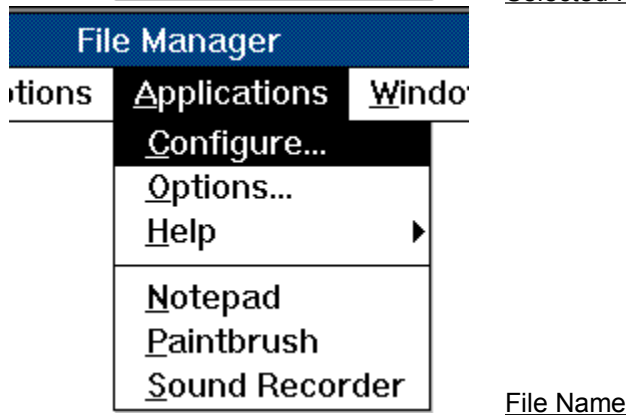 File Manager
Applications
Configure...
Options...
Help
Notepad
Paintbrush
Sound Recorder
File Name